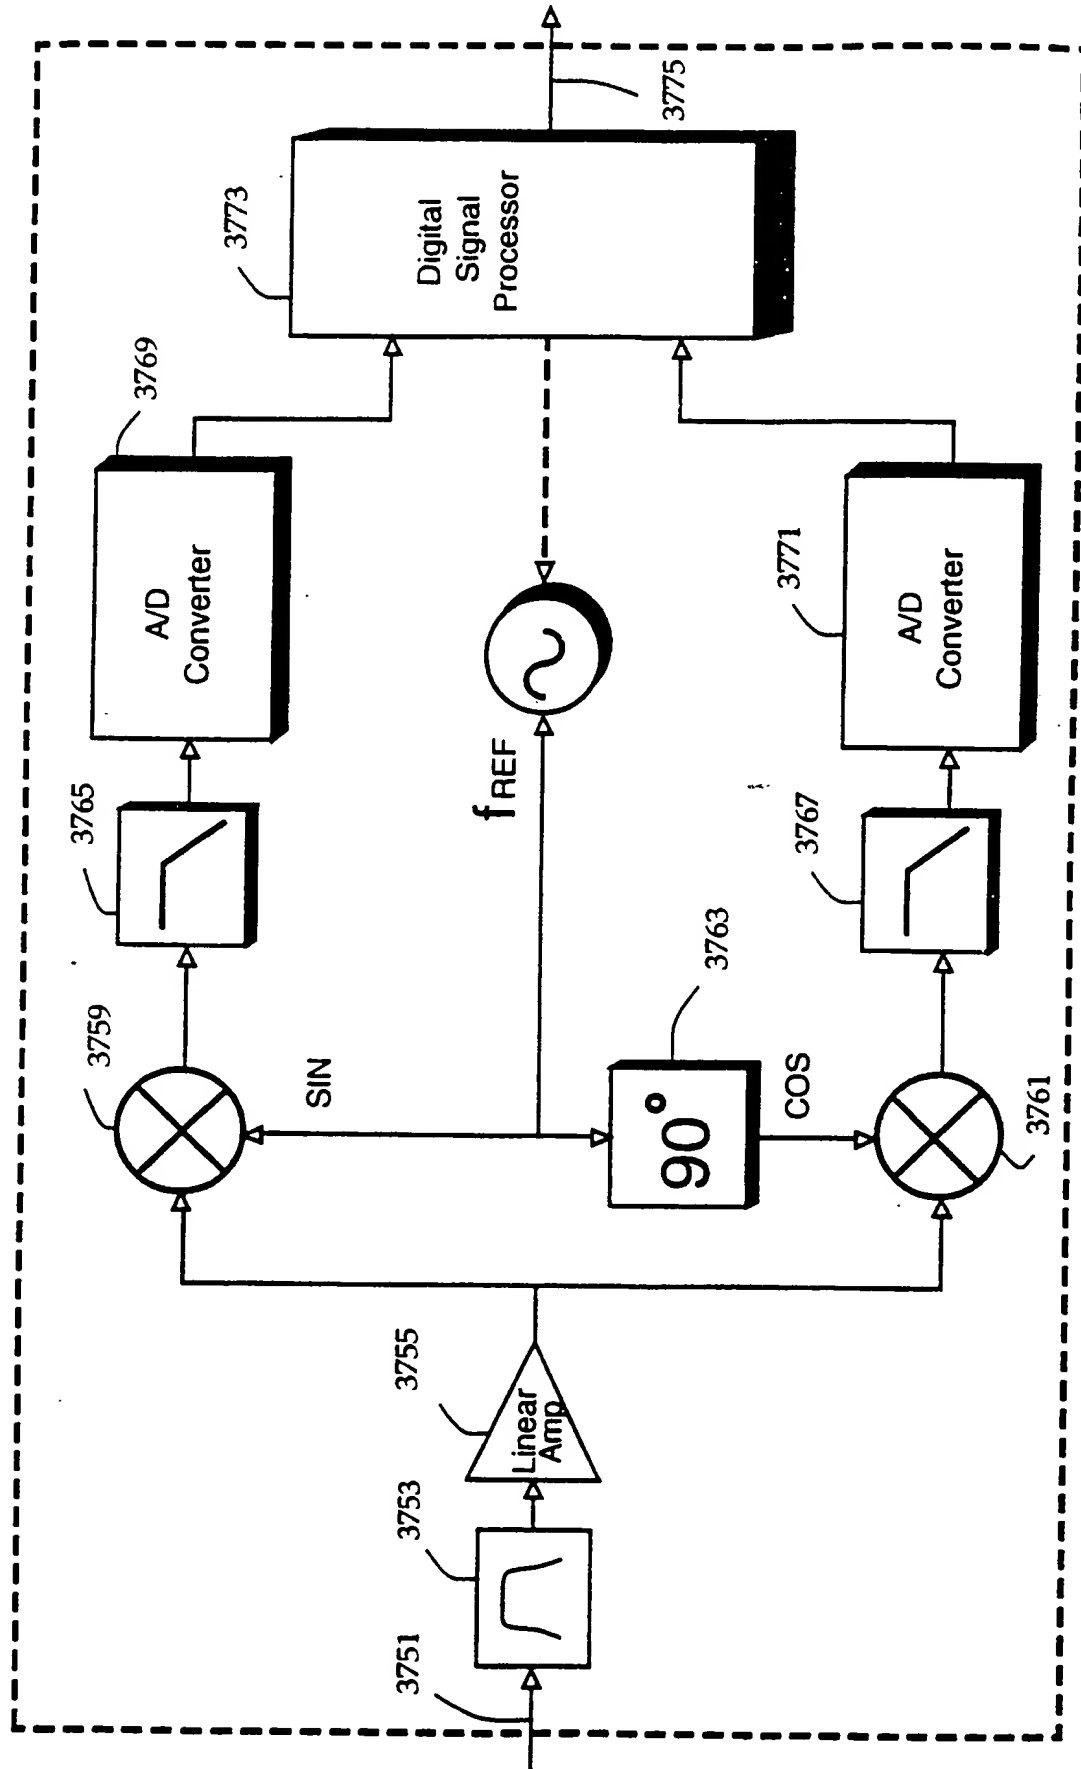 3751
3753
Linear
Amp
3755
3759
SIN
3765
A/D
Converter
3769
fREF
90°
3763
COS
3761
3767
A/D
Converter
3771
Digital
Signal
Processor
3773
3775